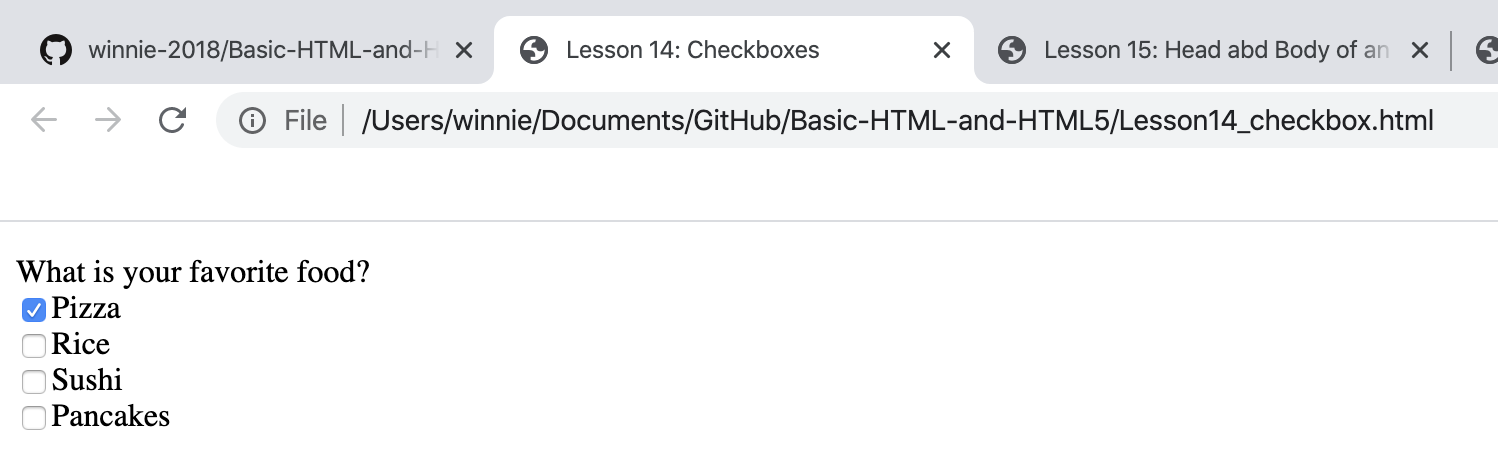 winnie-2018/Basic-HTML-and-H
Lesson 14: Checkboxes
Lesson 15: Head abd Body of an
File
/Users/winnie/Documents/GitHub/Basic-HTML-and-HTML5/Lesson14_checkbox.html
What is your favorite food?
Pizza
Rice
Sushi
Pancakes